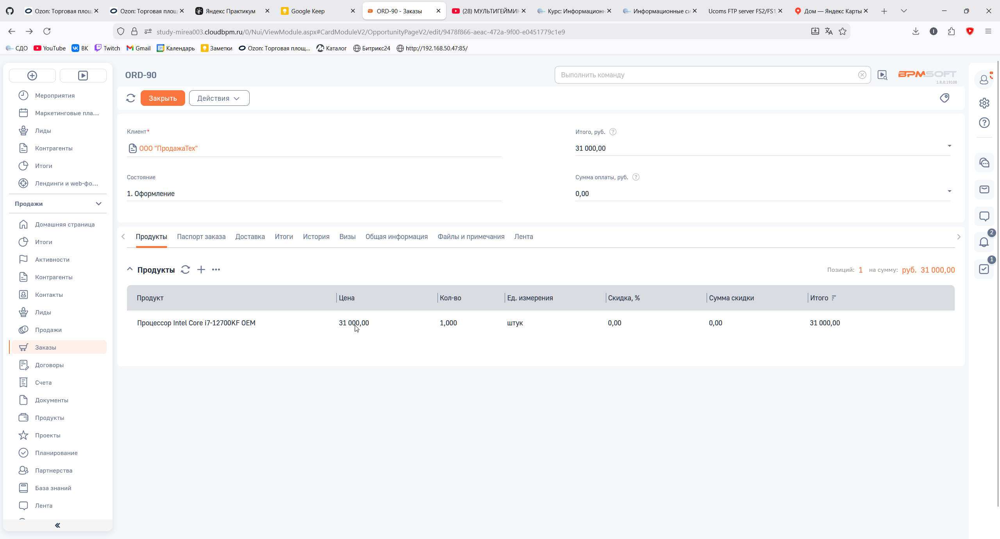 Ozon: Торговая площ
Ozon: Торговая площ
Яндекс Практикум
Google Keep
ORD-90 - Заказы
(28) МУЛЬТИГЕЙМИН
Курс: Информационн
Информационные си
Ucoms FTP server FS2/FS1
Дом — Яндекс Карты
study-mirea003.cloudbpm.ru/0/Nui/ViewModule.aspx#CardModuleV2/OpportunityPageV2/edit/9478f866-aeac-472a-9f00-e0451779c1e9
СДО
YouTube
ВК
Twitch
Gmail
31
Календарь
Заметки
Ozon: Торговая площ...
Каталог
Битрикс24
http://192.168.50.47:85/
ORD-90
Выполнить команду
BPMSOFT
1.8.0.19108
Закрыть
Действия
Клиент*
ООО "ПродажаТех"
Итого, руб.
31 000,00
Состояние
1. Оформление
Сумма оплаты, руб.
0,00
Продукты Паспорт заказа Доставка Итоги История Визы Общая информация Файлы и примечания Лента
Продукты
Позиций: 1 на сумму: руб. 31 000,00
Продукт Цена Кол-во Ед. измерения Скидка, % Сумма скидки Итого
Процессор Intel Core i7-12700KF OEM 31 000,00 1,000 штук 0,00 0,00 31 000,00
Мероприятия
Маркетинговые пла...
Лиды
Контрагенты
Итоги
Лендинги и web-фо...
Продажи
Домашняя страница
Итоги
Активности
Контрагенты
Контакты
Лиды
Продажи
Заказы
Договоры
Счета
Документы
Продукты
Проекты
Планирование
Партнерства
База знаний
Лента
2
1